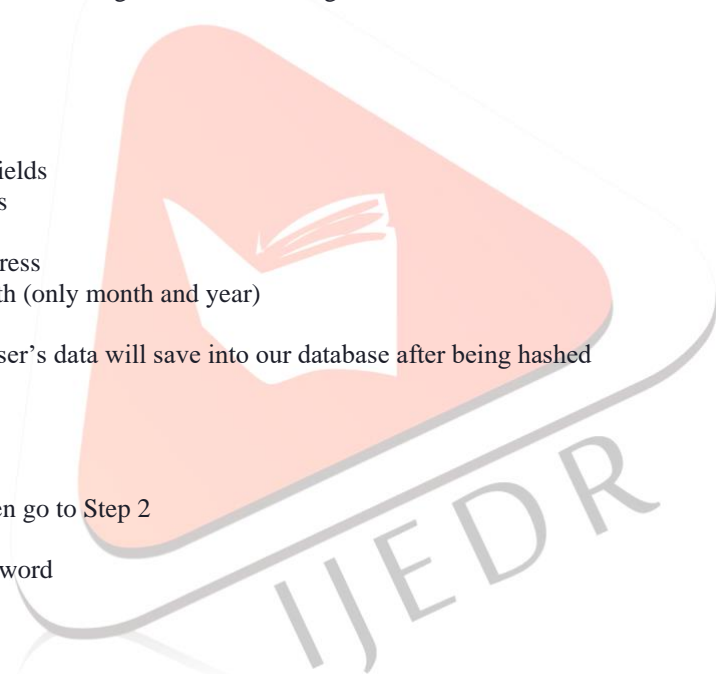 ields
s
ress
th (only month and year)
ser's data will save into our database after being hashed
en go to Step 2
word
IJEDR